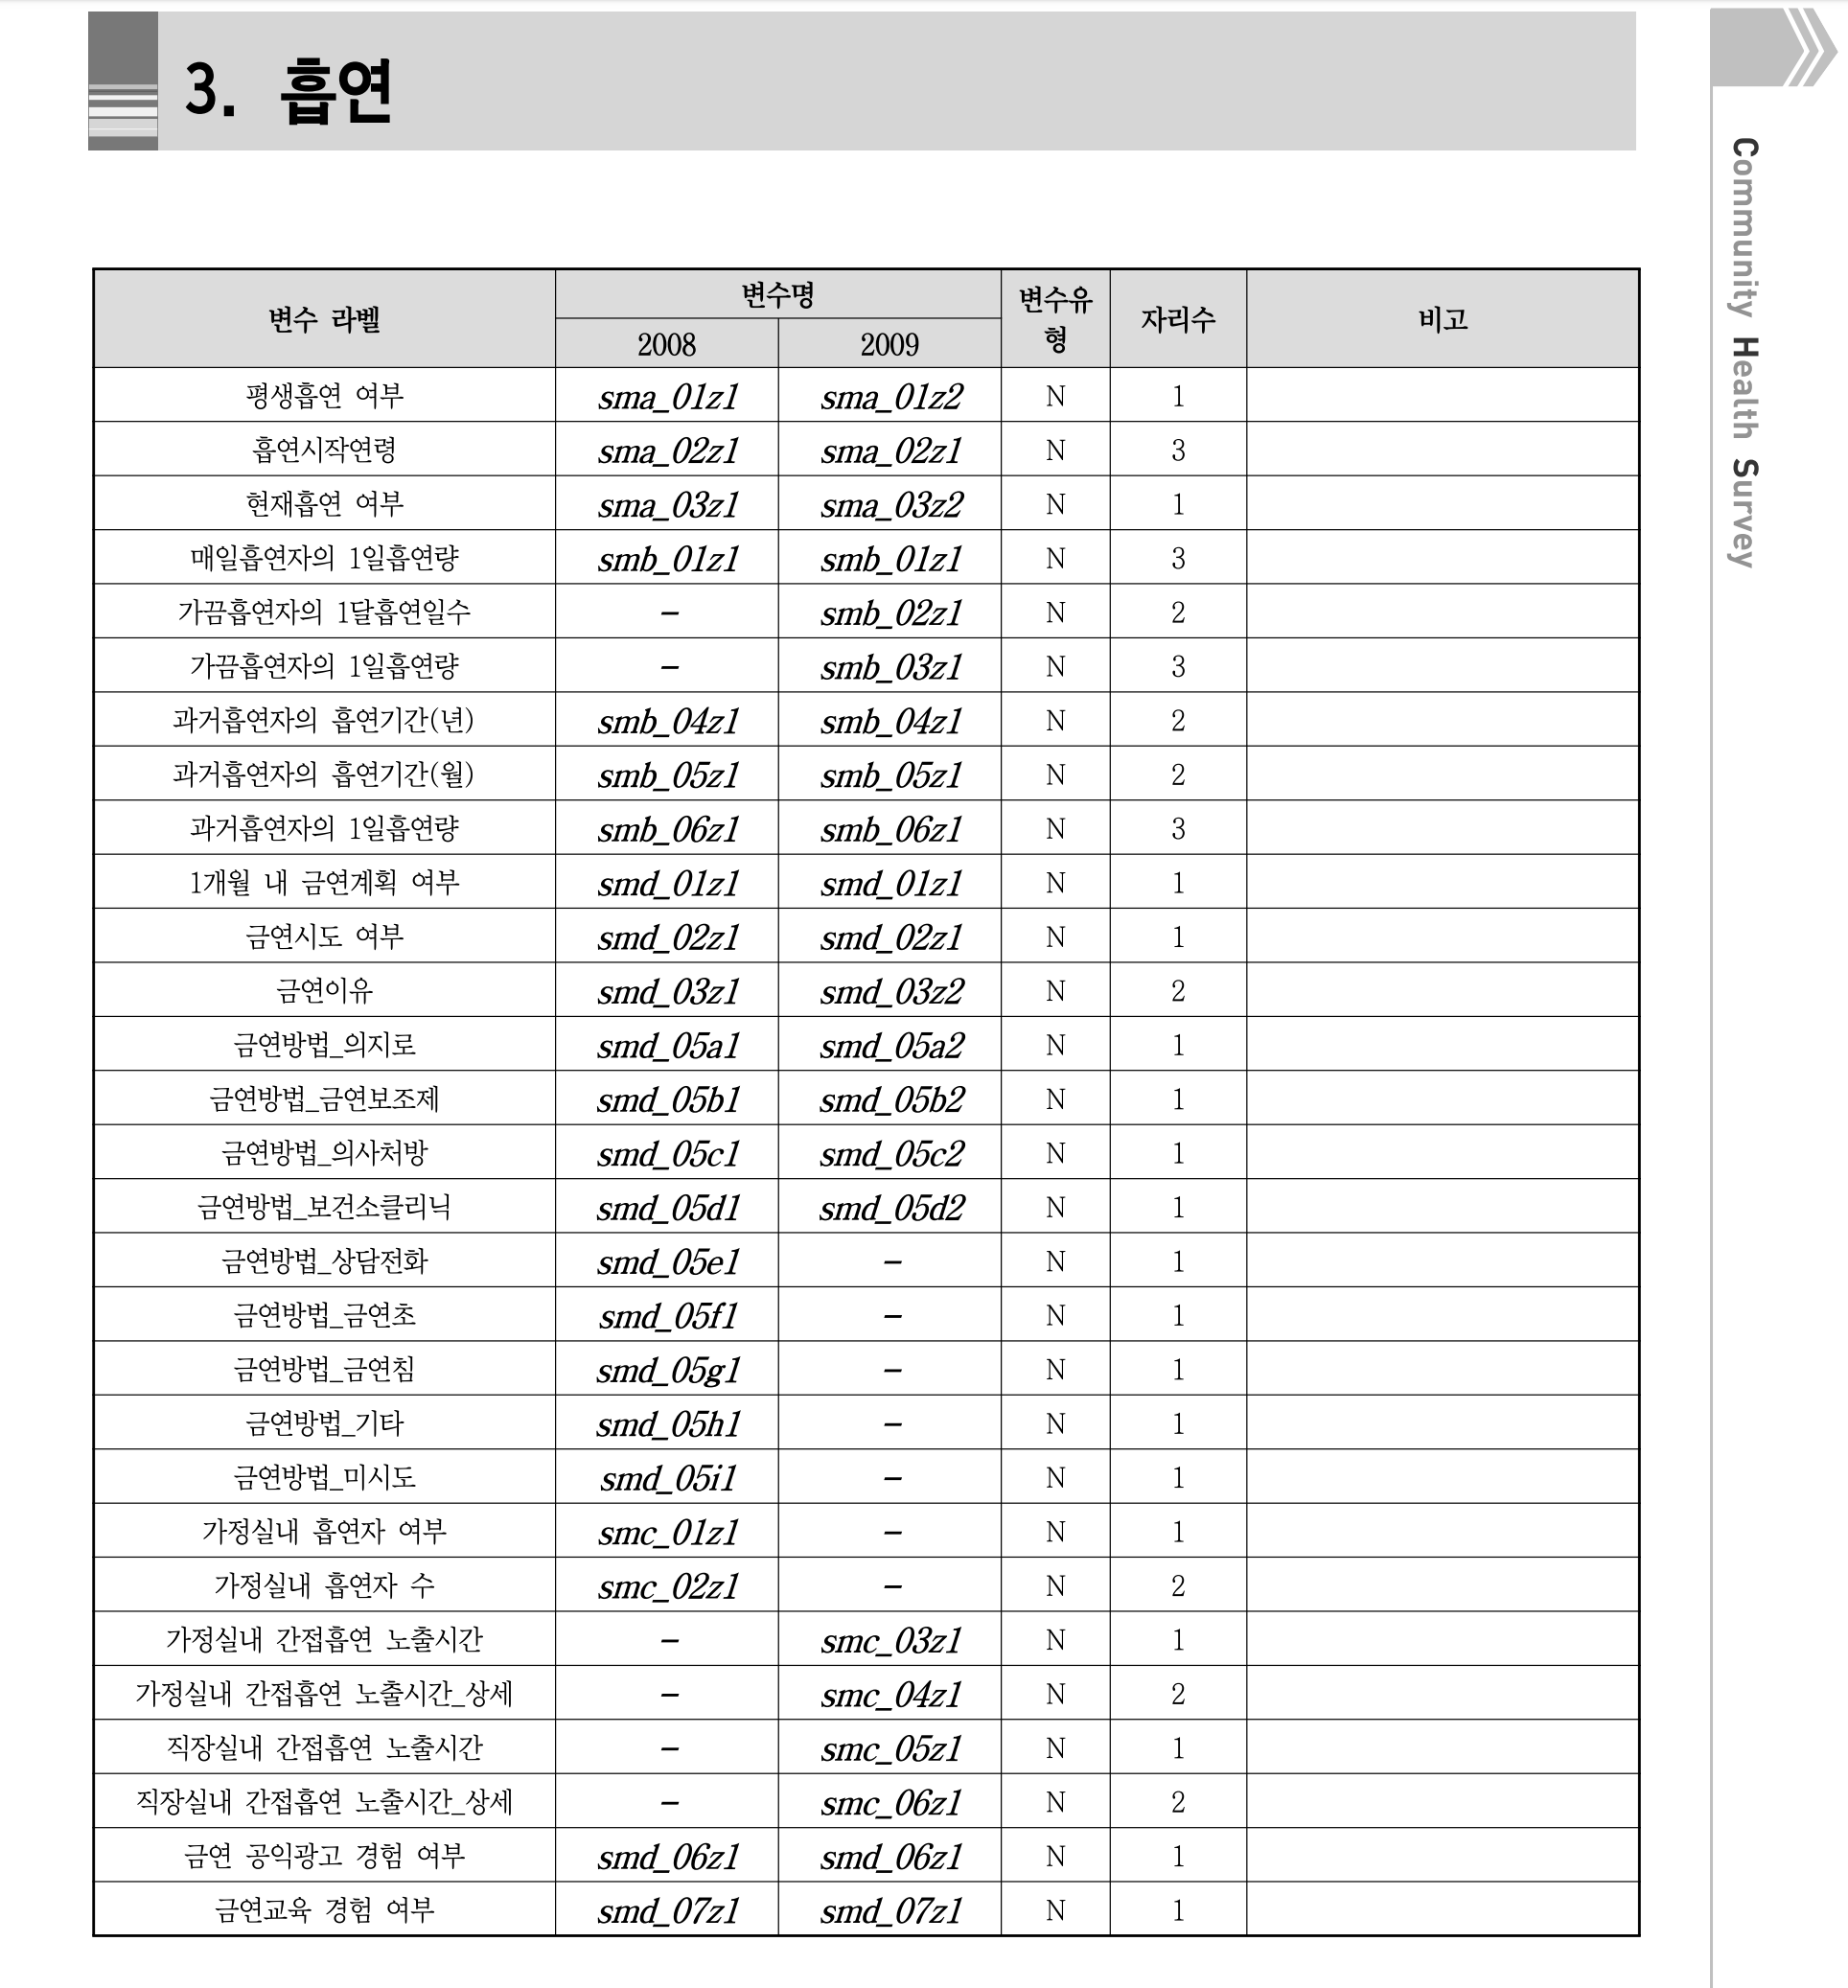 3. 흡연
변수 라벨 변수명 변수유형 자리수 비고
2008 2009
평생흡연 여부 sma_01z1 sma_01z2 N 1
흡연시작연령 sma_02z1 sma_02z1 N 3
현재흡연 여부 sma_03z1 sma_03z2 N 1
매일흡연자의 1일흡연량 smb_01z1 smb_01z1 N 3
가끔흡연자의 1달흡연일수 - smb_02z1 N 2
가끔흡연자의 1일흡연량 - smb_03z1 N 3
과거흡연자의 흡연기간(년) smb_04z1 smb_04z1 N 2
과거흡연자의 흡연기간(월) smb_05z1 smb_05z1 N 2
과거흡연자의 1일흡연량 smb_06z1 smb_06z1 N 3
1개월 내 금연계획 여부 smd_01z1 smd_01z1 N 1
금연시도 여부 smd_02z1 smd_02z1 N 1
금연이유 smd_03z1 smd_03z2 N 2
금연방법_의지로 smd_05a1 smd_05a2 N 1
금연방법_금연보조제 smd_05b1 smd_05b2 N 1
금연방법_의사처방 smd_05c1 smd_05c2 N 1
금연방법_보건소클리닉 smd_05d1 smd_05d2 N 1
금연방법_상담전화 smd_05e1 - N 1
금연방법_금연초 smd_05f1 - N 1
금연방법_금연침 smd_05g1 - N 1
금연방법_기타 smd_05h1 - N 1
금연방법_미시도 smd_05i1 - N 1
가정실내 흡연자 여부 smc_01z1 - N 1
가정실내 흡연자 수 smc_02z1 - N 2
가정실내 간접흡연 노출시간 - smc_03z1 N 1
가정실내 간접흡연 노출시간_상세 - smc_04z1 N 2
직장실내 간접흡연 노출시간 - smc_05z1 N 1
직장실내 간접흡연 노출시간_상세 - smc_06z1 N 2
금연 공익광고 경험 여부 smd_06z1 smd_06z1 N 1
금연교육 경험 여부 smd_07z1 smd_07z1 N 1
Community Health Survey